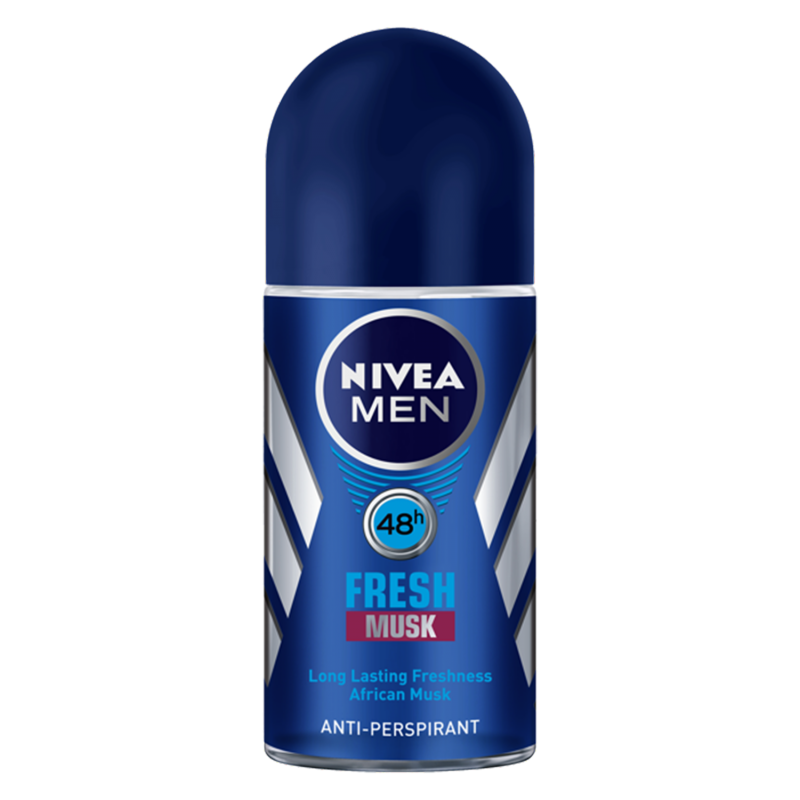 NIVEA
MEN
48h
FRESH
MUSK
Long Lasting Freshness
African Musk
ANTI-PERSPIRANT